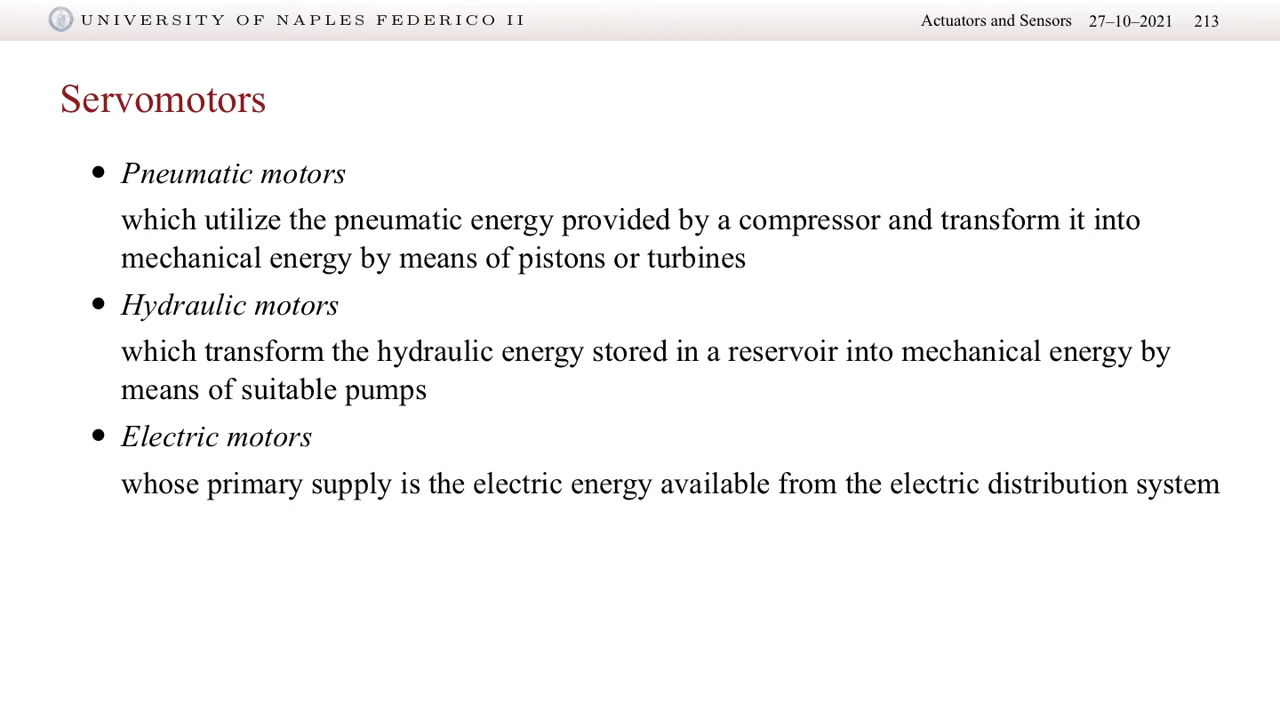 UNIVERSITY OF NAPLES FEDERICO II
Actuators and Sensors 27–10–2021 213
Servomotors
• Pneumatic motors
which utilize the pneumatic energy provided by a compressor and transform it into
mechanical energy by means of pistons or turbines
• Hydraulic motors
which transform the hydraulic energy stored in a reservoir into mechanical energy by
means of suitable pumps
• Electric motors
whose primary supply is the electric energy available from the electric distribution system